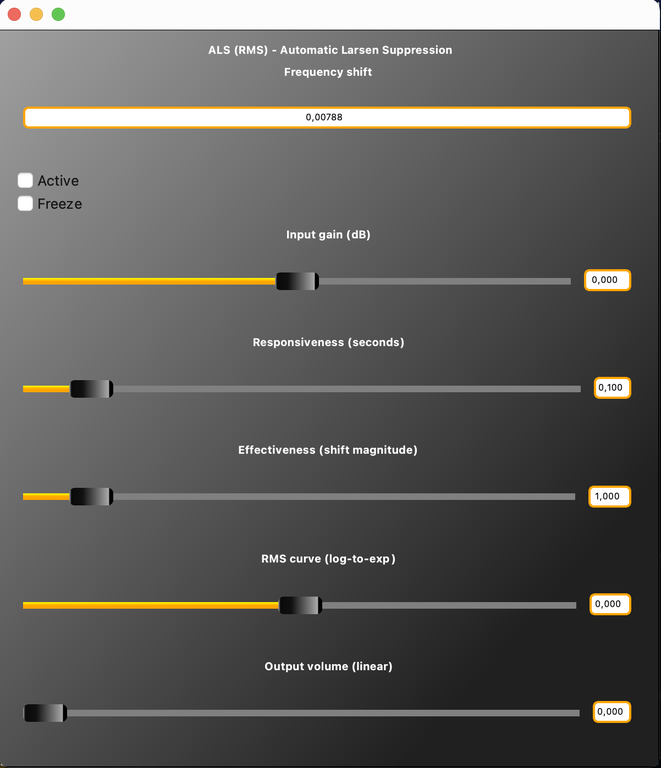 ALS (RMS) - Automatic Larsen Suppression
Frequency shift
0,00788
Active
Freeze
Input gain (dB)
0,000
Responsiveness (seconds)
0,100
Effectiveness (shift magnitude)
1,000
RMS curve (log-to-exp)
0,000
Output volume (linear)
0,000